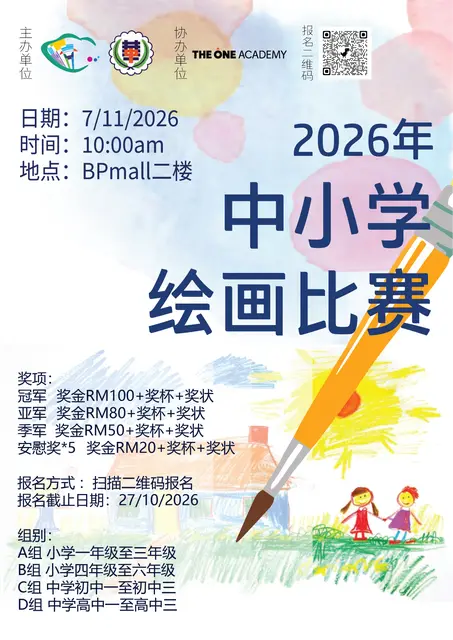 主办单位
协办单位
THE ONE ACADEMY
报名二维码
日期：7/11/2026
时间：10:00am
地点：BPmall二楼
2026年
中小学
绘画比赛
奖项：
冠军 奖金RM100+奖杯+奖状
亚军 奖金RM80+奖杯+奖状
季军 奖金RM50+奖杯+奖状
安慰奖*5 奖金RM20+奖杯+奖状
报名方式：扫描二维码报名
报名截止日期：27/10/2026
组别：
A组 小学一年级至三年级
B组 小学四年级至六年级
C组 中学初中一至初中三
D组 中学高中一至高中三